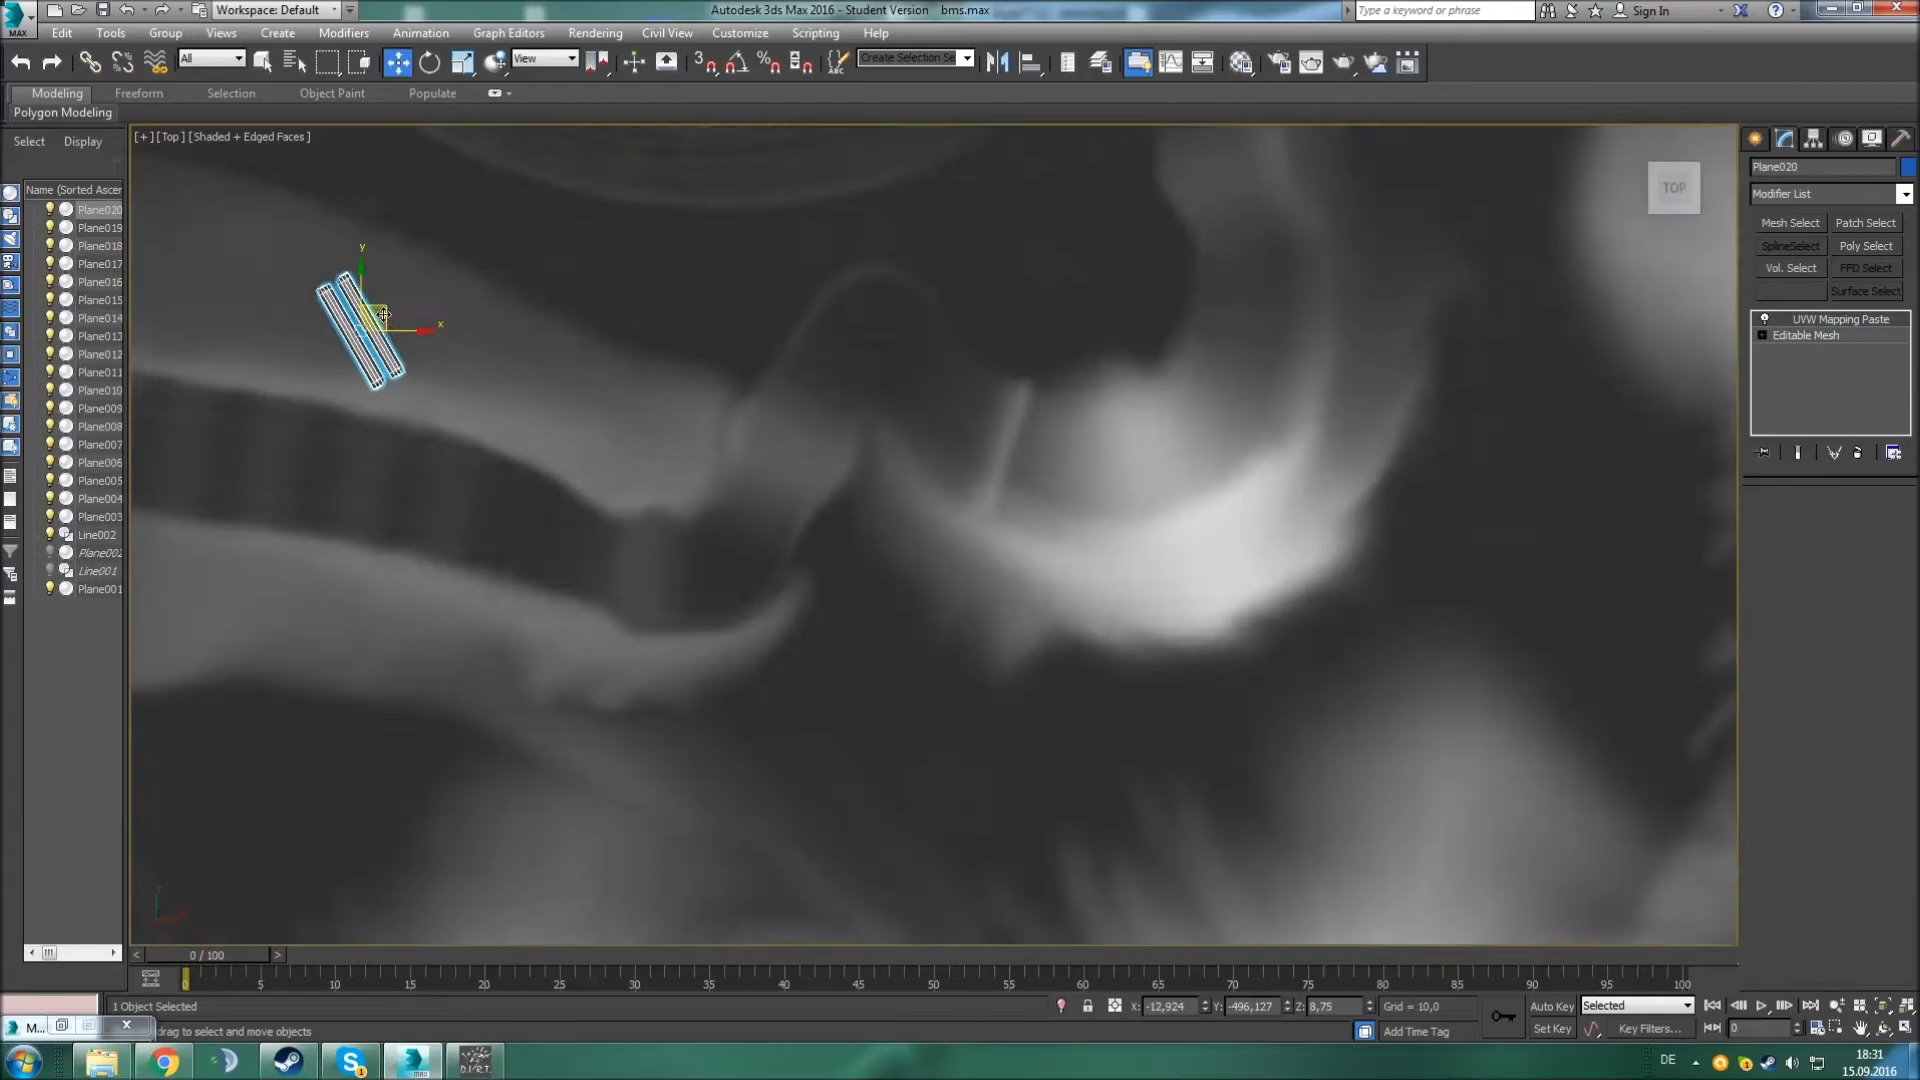 Workspace: Default
Autodesk 3ds Max 2016 - Student Version   bms.max
Type a keyword or phrase
Sign In
MAX
Edit
Tools
Group
Views
Create
Modifiers
Animation
Graph Editors
Rendering
Civil View
Customize
Scripting
Help
All
View
Create Selection Se
Modeling
Freeform
Selection
Object Paint
Populate
Polygon Modeling
Select
Display
[+] [Top] [Shaded + Edged Faces]
TOP
y
x
Name (Sorted Ascer
Plane020
Plane019
Plane018
Plane017
Plane016
Plane015
Plane014
Plane013
Plane012
Plane011
Plane010
Plane009
Plane008
Plane007
Plane006
Plane005
Plane004
Plane003
Line002
Plane002
Line001
Plane001
Plane020
Modifier List
Mesh Select
Patch Select
SplineSelect
Poly Select
Vol. Select
FFD Select
Surface Select
UVW Mapping Paste
Editable Mesh
0 / 100
0 5 10 15 20 25 30 35 40 45 50 55 60 65 70 75 80 85 90 95 100
1 Object Selected
X: -12,924
Y: -496,127
Z: 8,75
Grid = 10,0
Auto Key
Selected
M...
drag to select and move objects
Add Time Tag
Set Key
Key Filters...
0
DE
18:31
15.09.2016